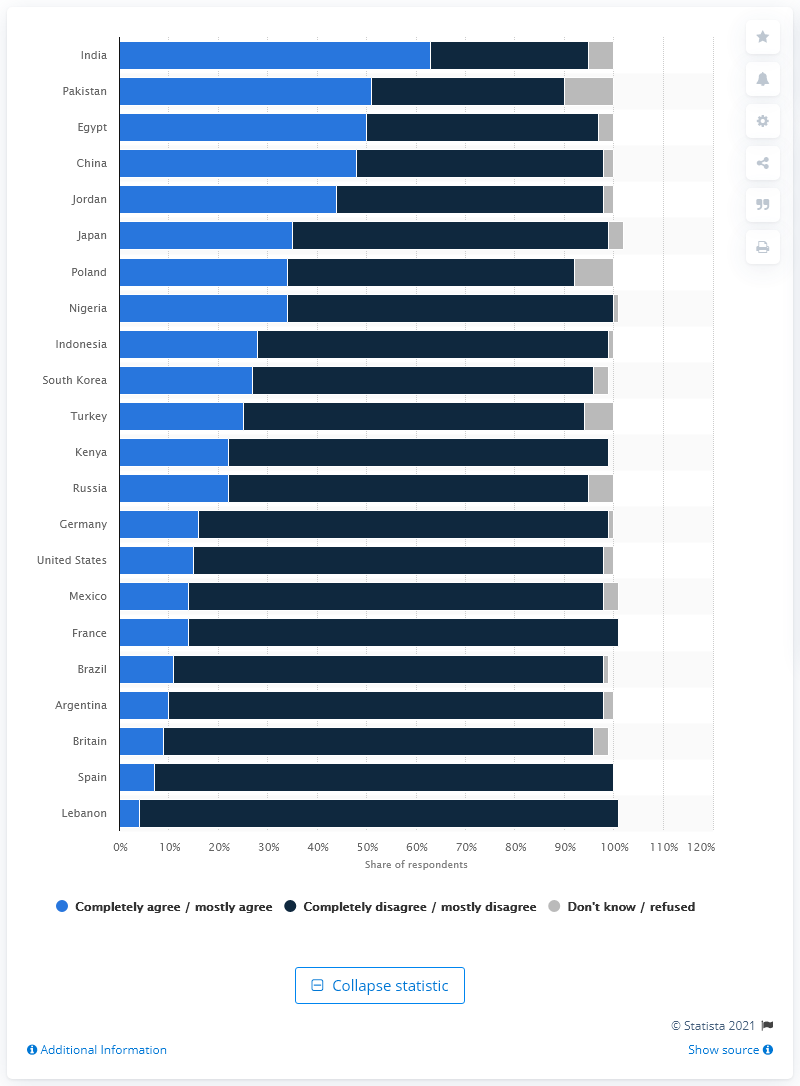 India
Pakistan
Egypt
China
Jordan
Japan
Poland
Nigeria
Indonesia
South Korea
Turkey
Kenya
Russia
Germany
United States
Mexico
France
Brazil
Argentina
Britain
Spain
Lebanon
0% 10% 20% 30% 40% 50% 60% 70% 80% 90% 100% 110% 120%
Share of respondents
Completely agree / mostly agree Completely disagree / mostly disagree Don't know / refused
Collapse statistic
© Statista 2021
Additional Information Show source